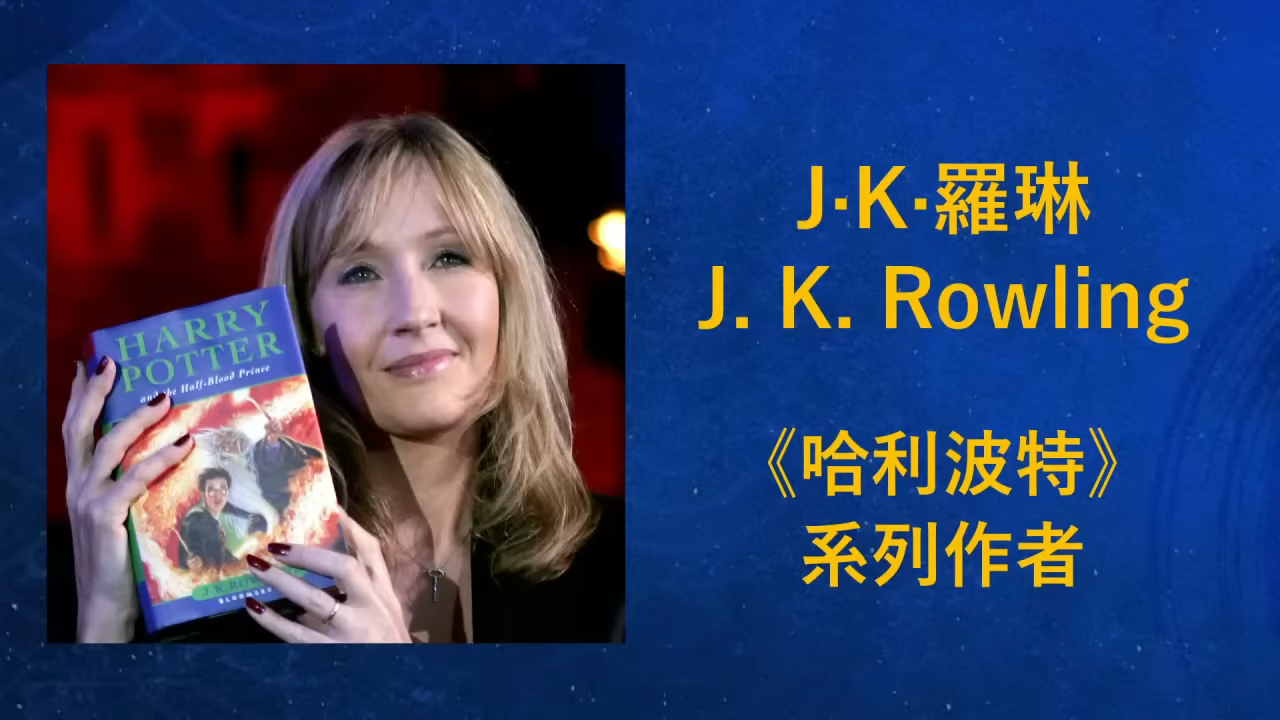 HARRY
POTTER
and the Half-Blood Prince
J·K·羅琳
J. K. Rowling
《哈利波特》
系列作者